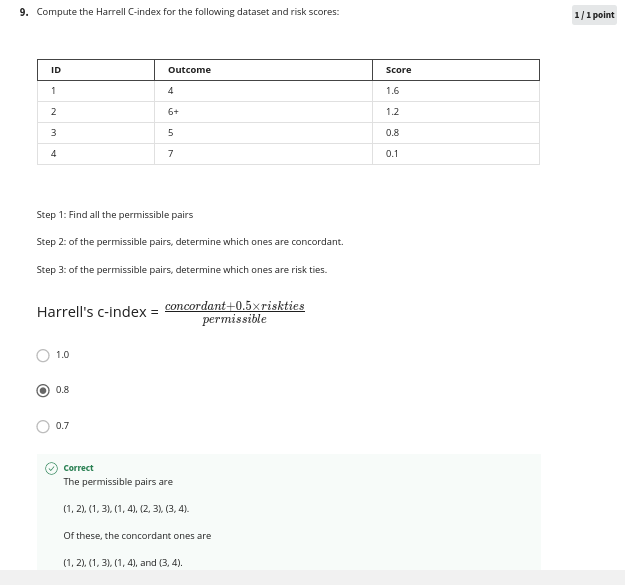 9. Compute the Harrell C-index for the following dataset and risk scores:
1 / 1 point
ID Outcome Score
1 4 1.6
2 6+ 1.2
3 5 0.8
4 7 0.1
Step 1: Find all the permissible pairs
Step 2: of the permissible pairs, determine which ones are concordant.
Step 3: of the permissible pairs, determine which ones are risk ties.
Harrell's c-index = concordant+0.5×riskties
permissible
1.0
0.8
0.7
Correct
The permissible pairs are
(1, 2), (1, 3), (1, 4), (2, 3), (3, 4).
Of these, the concordant ones are
(1, 2), (1, 3), (1, 4), and (3, 4).